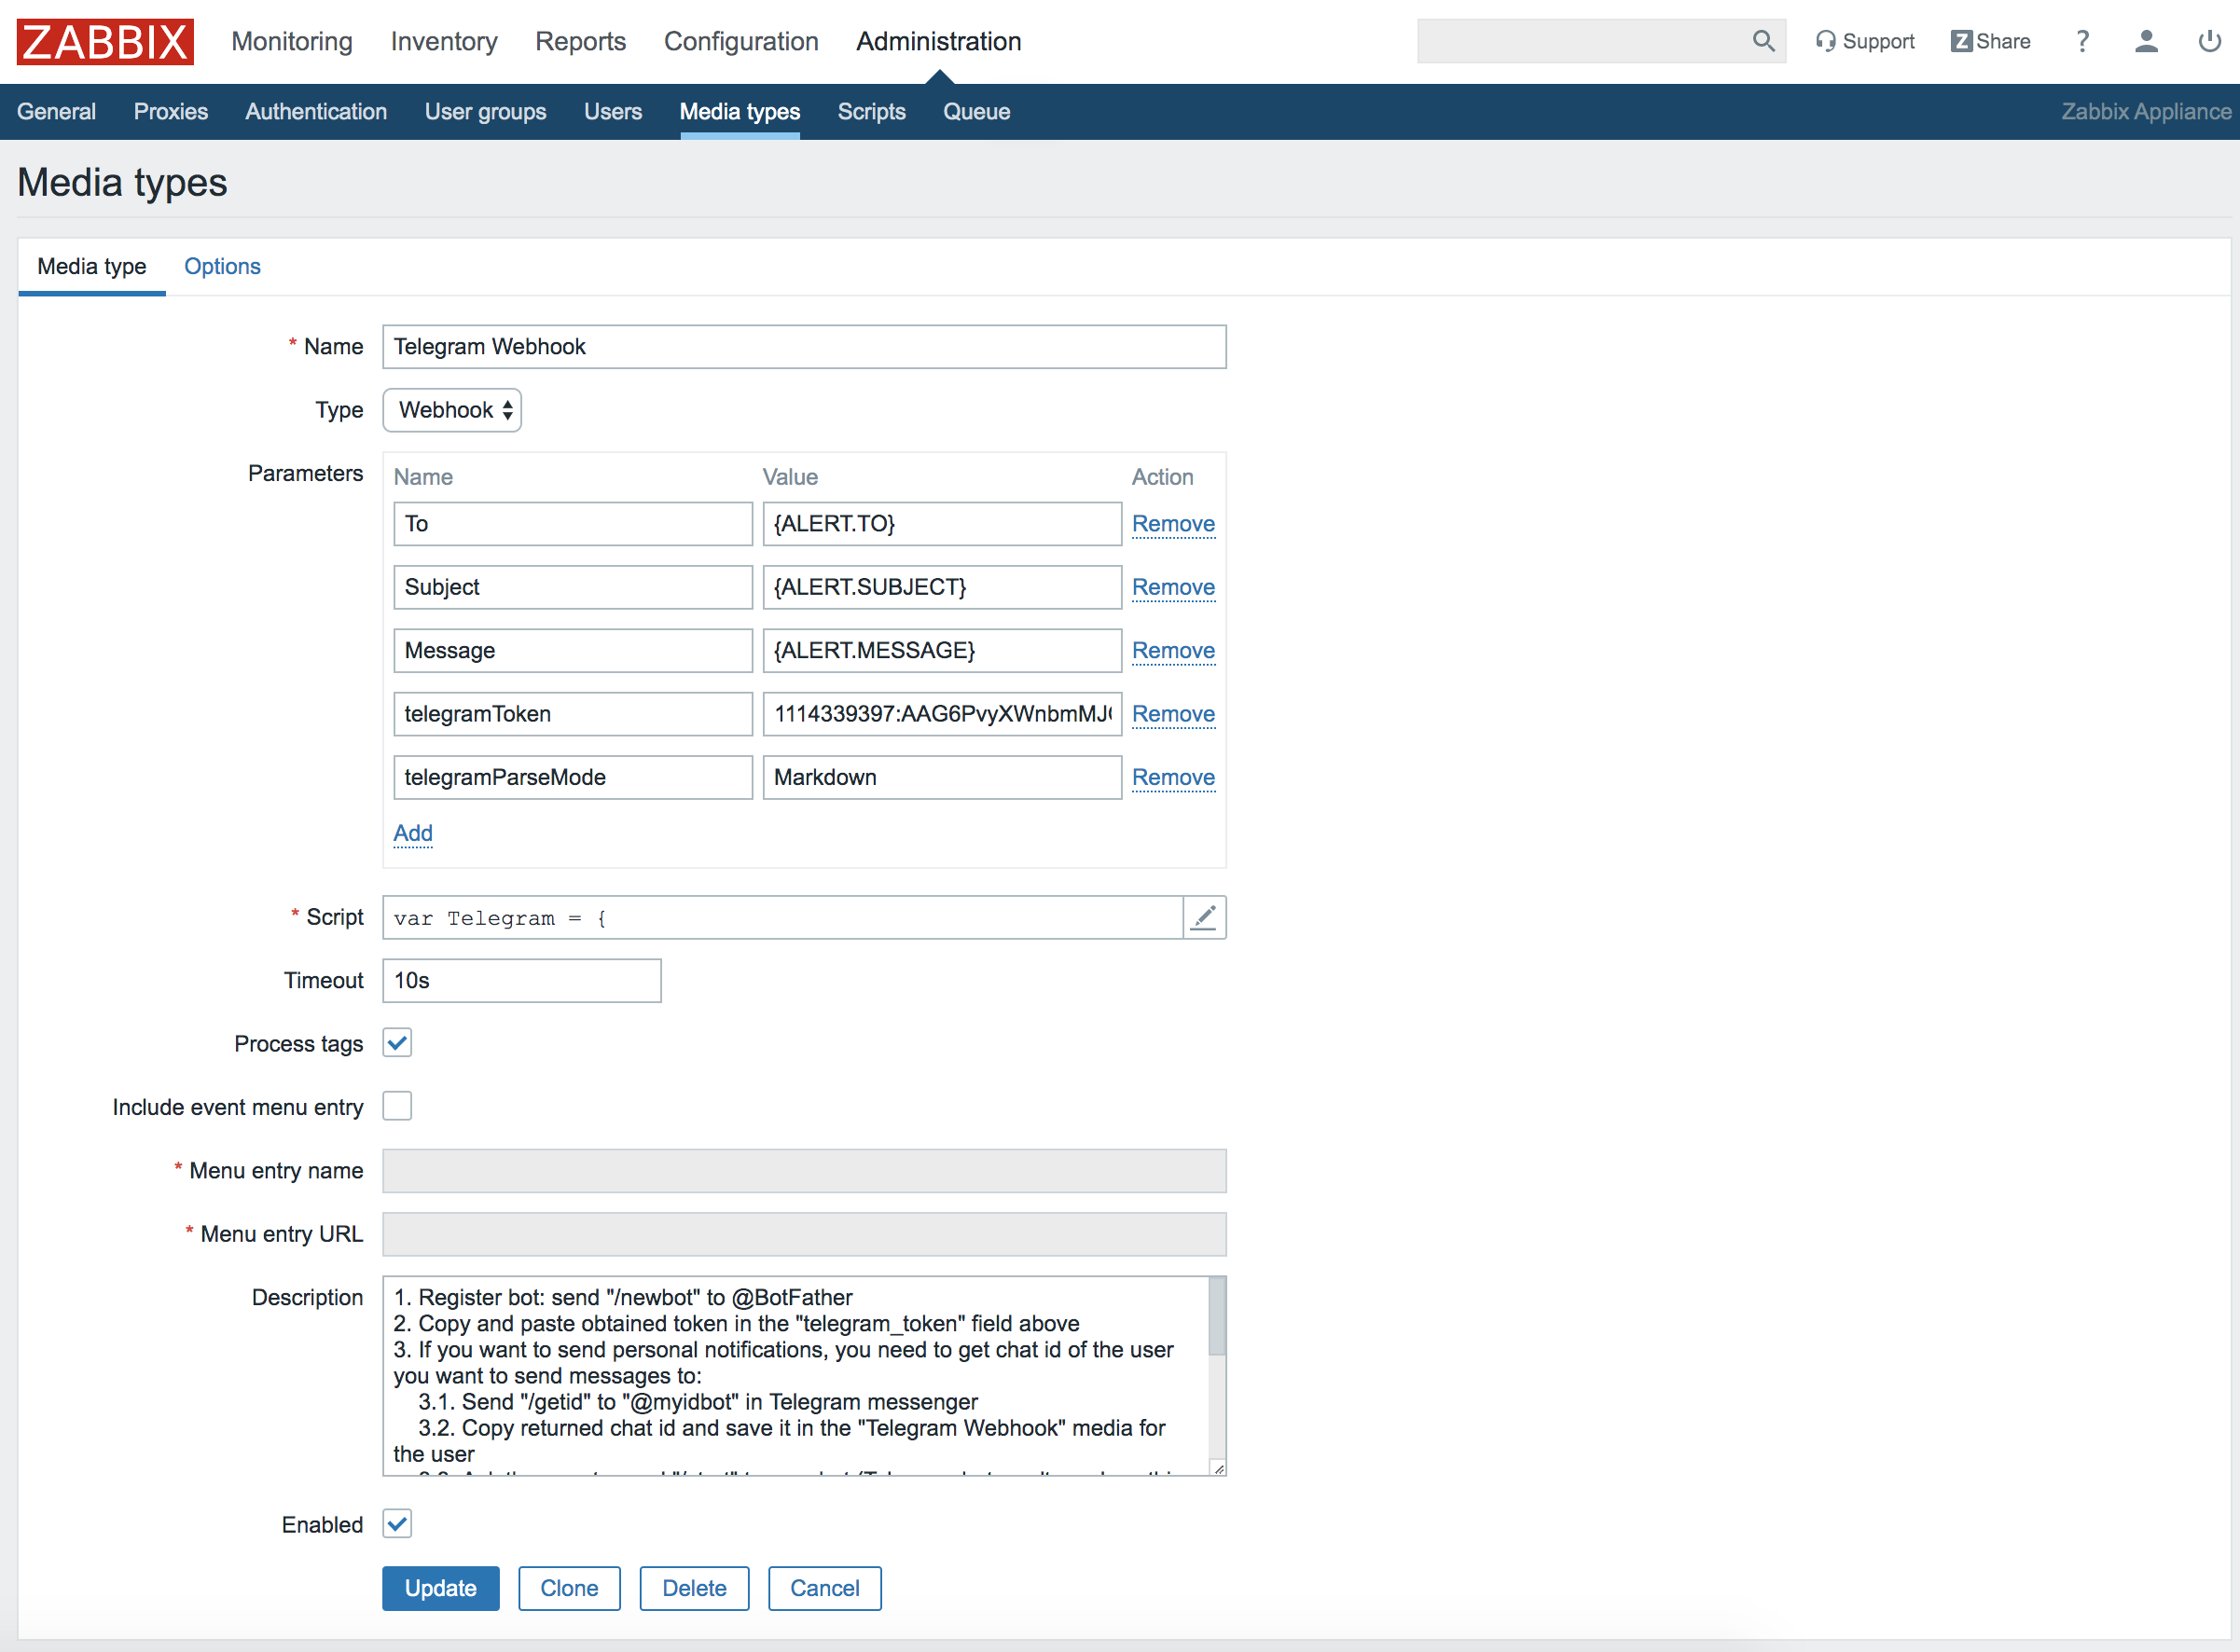 ZABBIX Monitoring Inventory Reports Configuration Administration Support Z Share ?
General Proxies Authentication User groups Users Media types Scripts Queue Zabbix Appliance
Media types
Media type Options
* Name Telegram Webhook
Type Webhook
Parameters Name Value Action
To {ALERT.TO} Remove
Subject {ALERT.SUBJECT} Remove
Message {ALERT.MESSAGE} Remove
telegramToken 1114339397:AAG6PvyXWnbmMJ Remove
telegramParseMode Markdown Remove
Add
* Script var Telegram = {
Timeout 10s
Process tags
Include event menu entry
* Menu entry name
* Menu entry URL
Description 1. Register bot: send "/newbot" to @BotFather
2. Copy and paste obtained token in the "telegram_token" field above
3. If you want to send personal notifications, you need to get chat id of the user
you want to send messages to:
3.1. Send "/getid" to "@myidbot" in Telegram messenger
3.2. Copy returned chat id and save it in the "Telegram Webhook" media for
the user
Enabled
Update Clone Delete Cancel